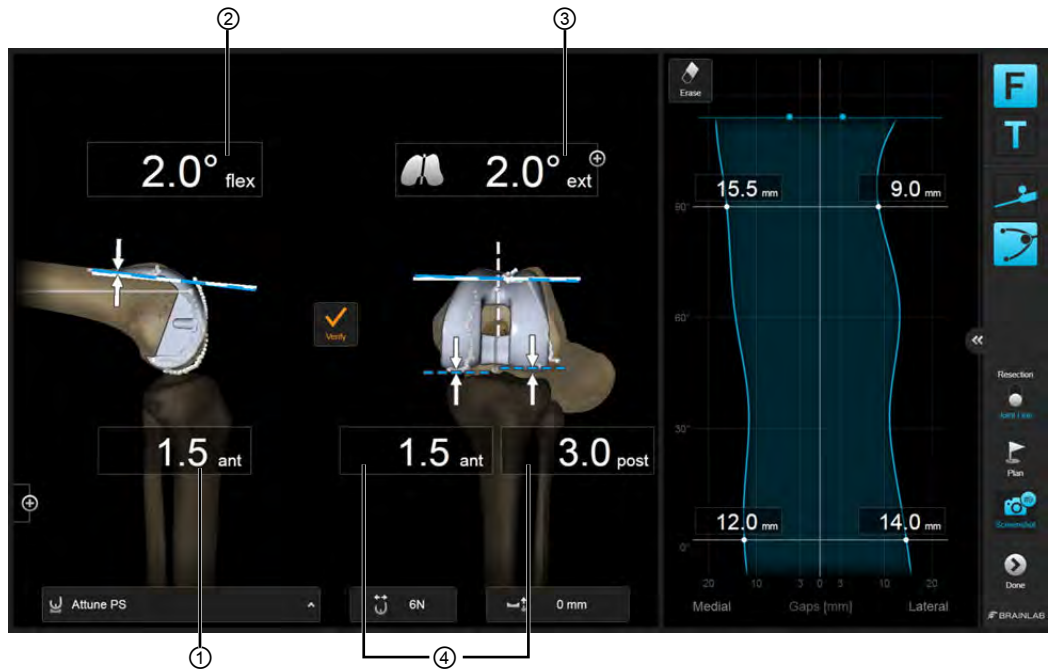 ② ③
Erase
F
T
2.0° flex
2.0° ext
15.5 mm
9.0 mm
90°
Verify
60°
Resection
Joint Line
30°
Plan
1.5 ant
1.5 ant
3.0 post
12.0 mm
14.0 mm
Screenshot
0°
20 10 3 0 3 10 20
Done
Attune PS
6N
0 mm
Medial Gaps [mm] Lateral
BRAINLAB
① ④